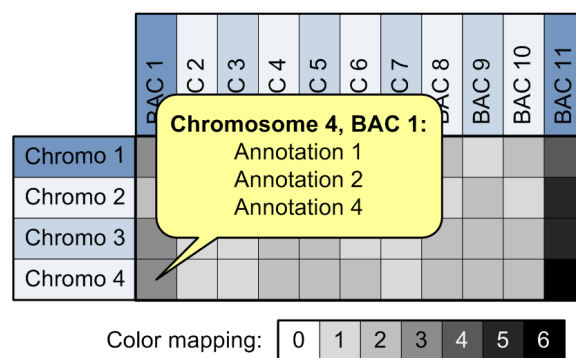 BAC 1
C 2
C 3
C 4
C 5
C 6
C 7
AC 8
BAC 9
BAC 10
BAC 11
Chromosome 4, BAC 1:
Annotation 1
Annotation 2
Annotation 4
Chromo 1
Chromo 2
Chromo 3
Chromo 4
Color mapping: 0 1 2 3 4 5 6